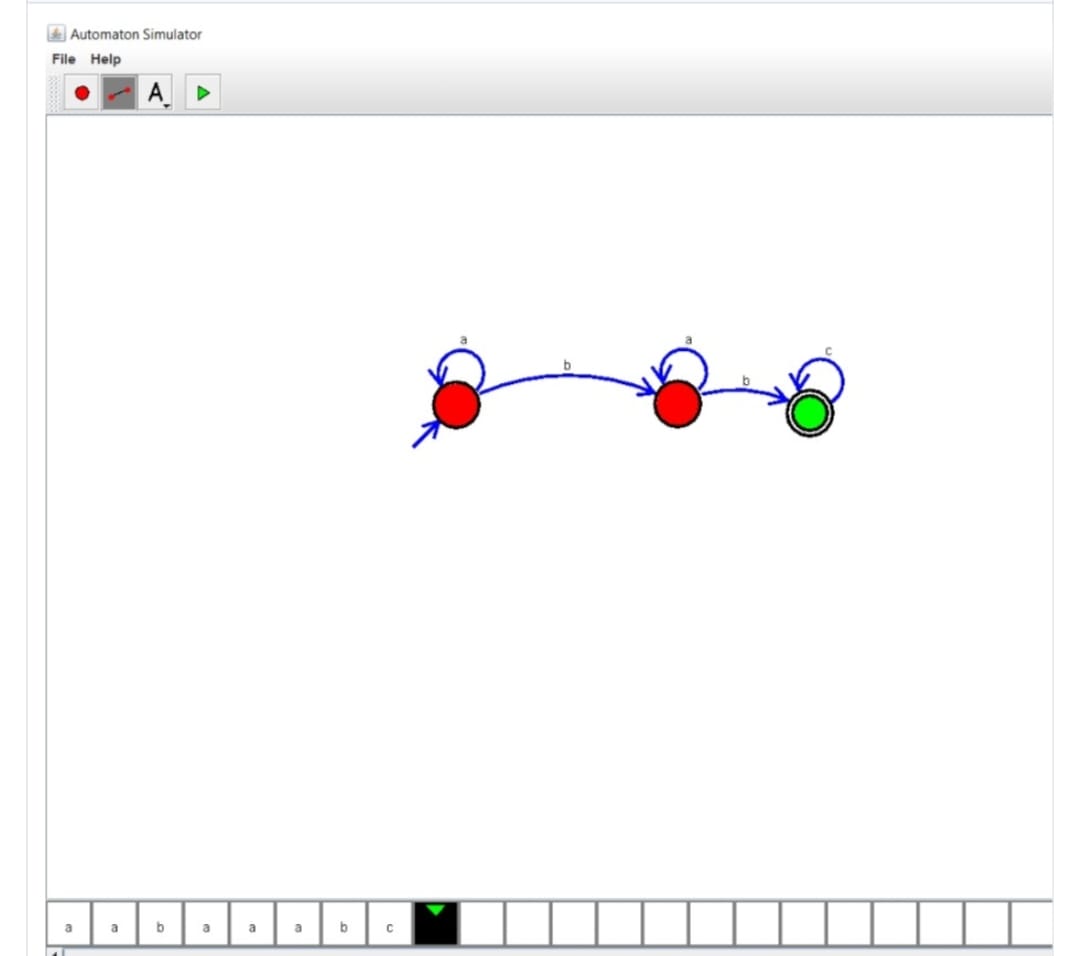 Automaton Simulator
File Help
A
a a c
b b
a a b a a a b c